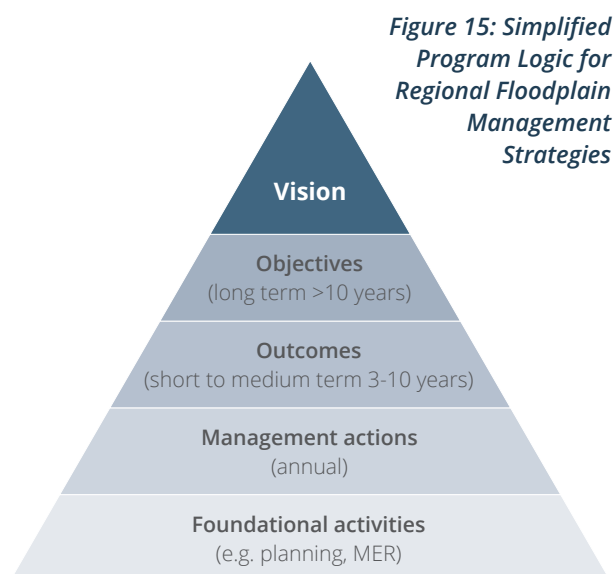 Figure 15: Simplified
Program Logic for
Regional Floodplain
Management
Strategies
Vision
Objectives
(long term >10 years)
Outcomes
(short to medium term 3-10 years)
Management actions
(annual)
Foundational activities
(e.g. planning, MER)